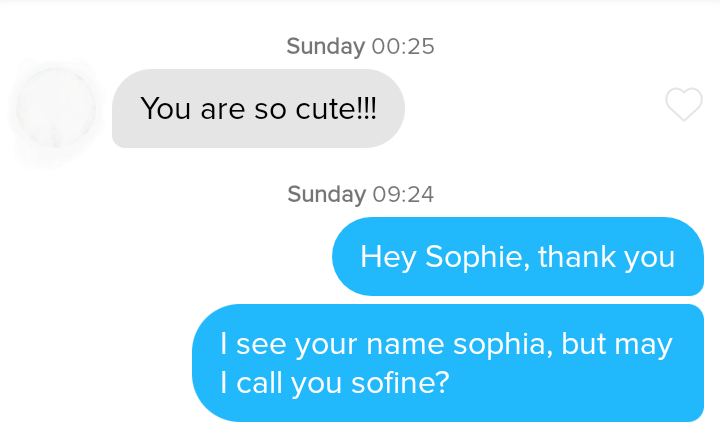 Sunday 00:25
You are so cute!!!
Sunday 09:24
Hey Sophie, thank you
I see your name sophia, but may
I call you sofine?